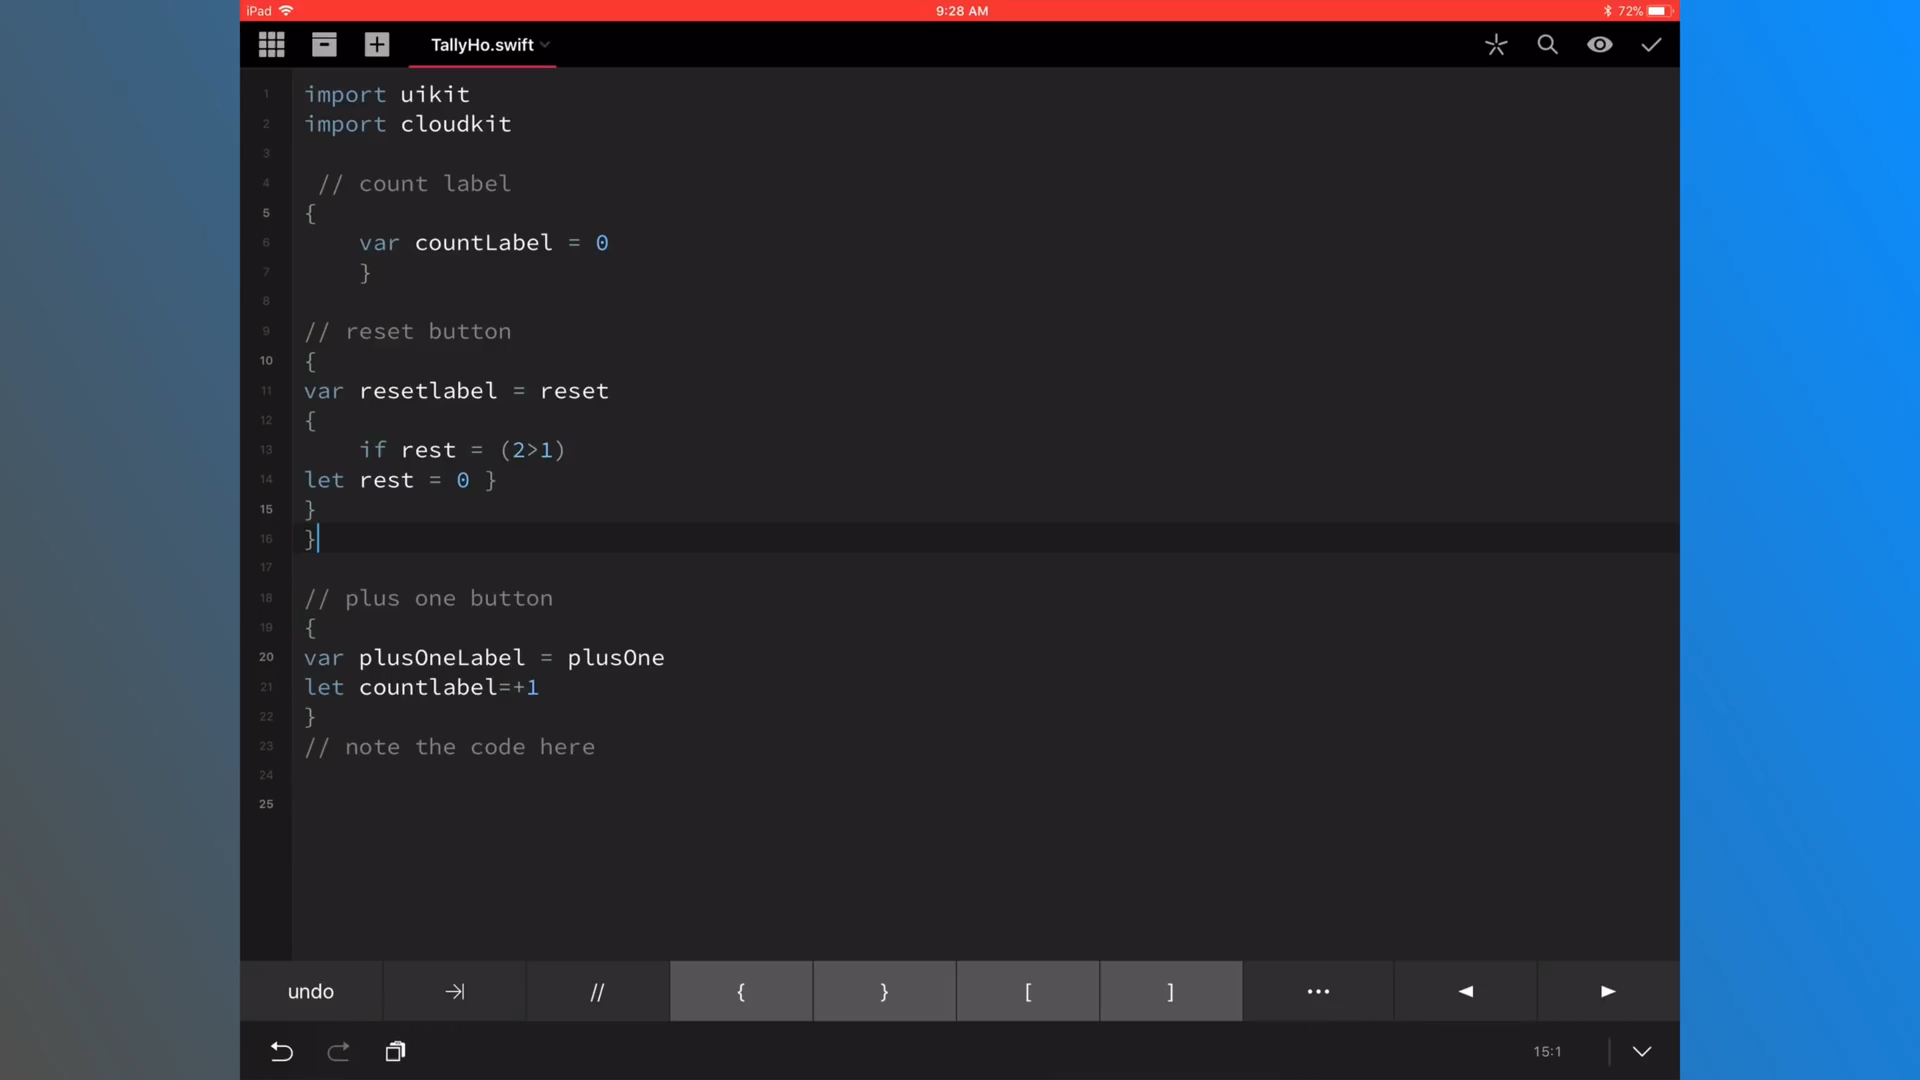 iPad 9:28 AM 72%
TallyHo.swift
1 import uikit
2 import cloudkit
3
4 // count label
5 {
6 var countLabel = 0
7 }
8
9 // reset button
10 {
11 var resetlabel = reset
12 {
13 if rest = (2>1)
14 let rest = 0 }
15 }
16 }
17
18 // plus one button
19 {
20 var plusOneLabel = plusOne
21 let countlabel=+1
22 }
23 // note the code here
24
25
undo // { } [ ] •••
15:1